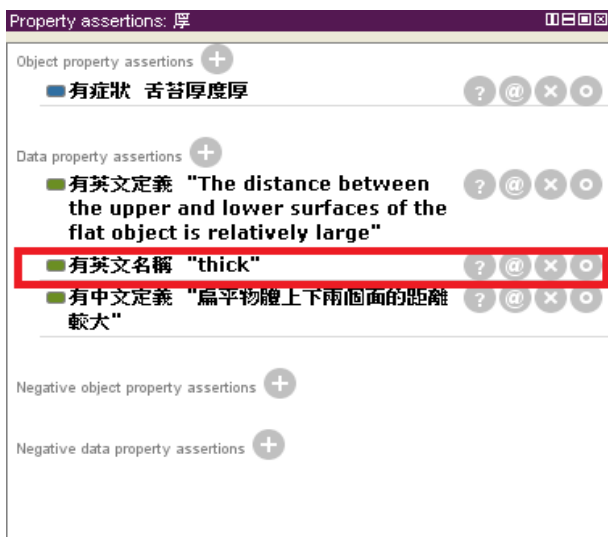 Property assertions: 厚
Object property assertions
有症狀 舌苔厚度厚
Data property assertions
有英文定義 "The distance between
the upper and lower surfaces of the
flat object is relatively large"
有英文名稱 "thick"
有中文定義 "扁平物體上下兩個面的距離
較大"
Negative object property assertions
Negative data property assertions